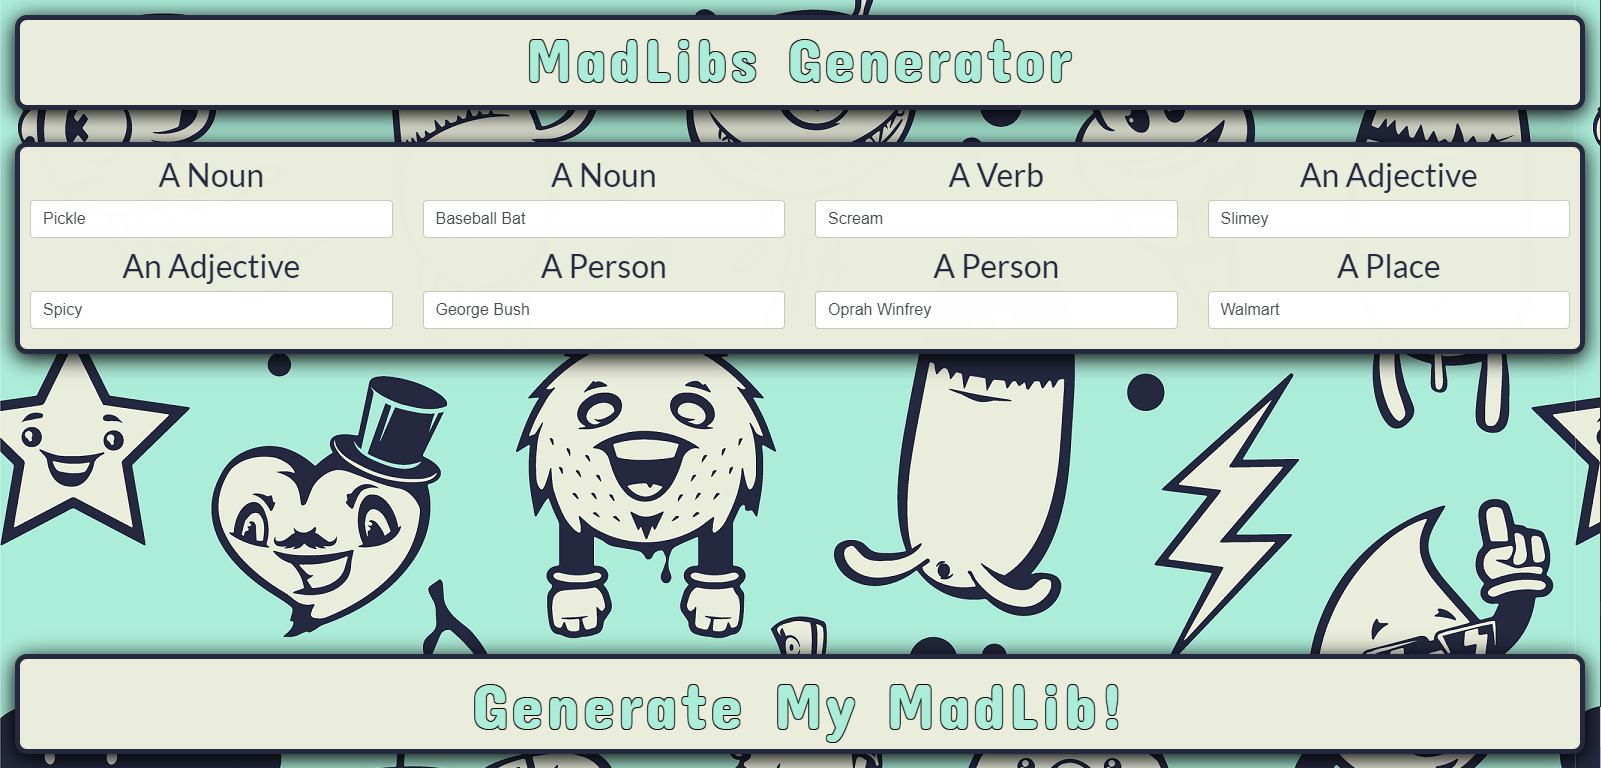 MadLibs Generator
A Noun A Noun A Verb An Adjective
Pickle Baseball Bat Scream Slimey
An Adjective A Person A Person A Place
Spicy George Bush Oprah Winfrey Walmart
Generate My MadLib!